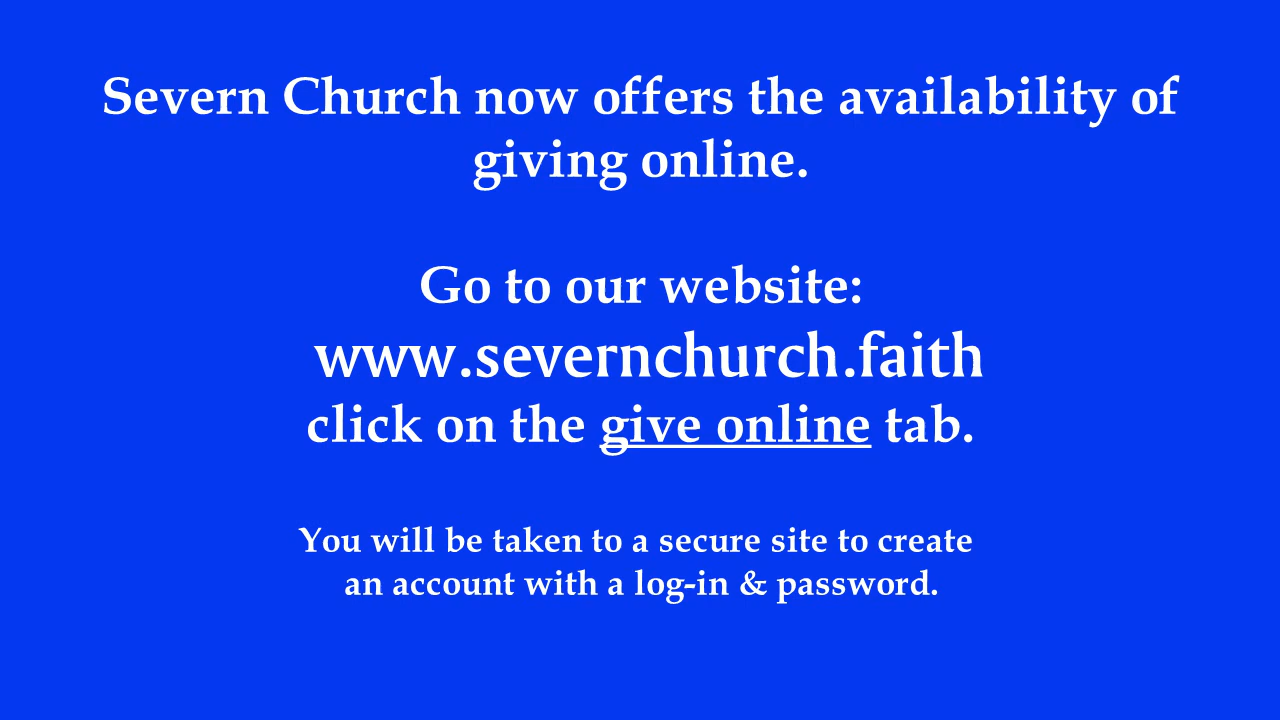 Severn Church now offers the availability of
giving online.
Go to our website:
www.severnchurch.faith
click on the give online tab.
You will be taken to a secure site to create
an account with a log-in & password.